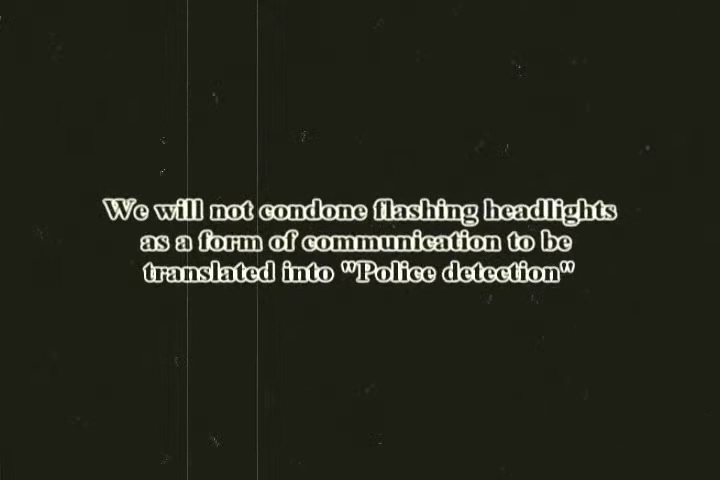 We will not condone flashing headlights
as a form of communication to be
translated into "Police detection"